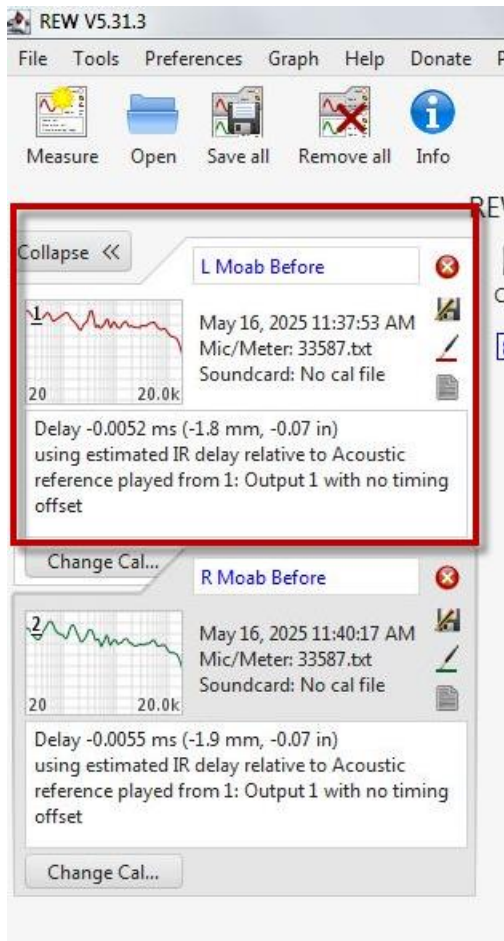 REW V5.31.3
File Tools Preferences Graph Help Donate
Measure Open Save all Remove all Info
Collapse
L Moab Before
1
May 16, 2025 11:37:53 AM
Mic/Meter: 33587.txt
Soundcard: No cal file
20 20.0k
Delay -0.0052 ms (-1.8 mm, -0.07 in)
using estimated IR delay relative to Acoustic
reference played from 1: Output 1 with no timing
offset
Change Cal...
R Moab Before
2
May 16, 2025 11:40:17 AM
Mic/Meter: 33587.txt
Soundcard: No cal file
20 20.0k
Delay -0.0055 ms (-1.9 mm, -0.07 in)
using estimated IR delay relative to Acoustic
reference played from 1: Output 1 with no timing
offset
Change Cal...